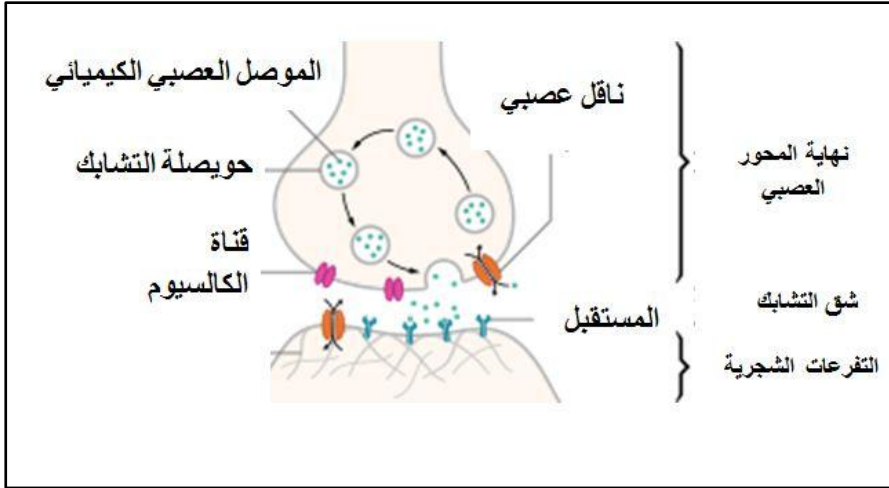 الموصل العصبي الكيميائي
ناقل عصبي
نهاية المحور
العصبي
حويصلة التشابك
قناة
الكالسيوم
المستقبل
شق التشابك
التفرعات الشجرية